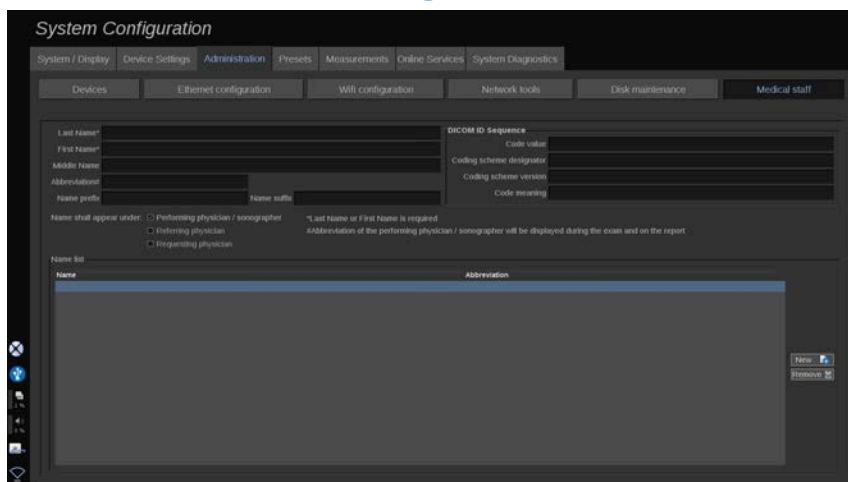 System Configuration
System / Display Device Settings Administration Presets Measurements Online Services System Diagnostics
Devices Ethernet configuration Wifi configuration Network tools Disk maintenance Medical staff
Last Name*
First Name*
Middle Name
Abbreviation#
Name prefix Name suffix
DICOM ID Sequence
Code value
Coding scheme designator
Coding scheme version
Code meaning
Name shall appear under: Performing physician / sonographer
Referring physician
Requesting physician
*Last Name or First Name is required
#Abbreviation of the performing physician / sonographer will be displayed during the exam and on the report
Name list
Name Abbreviation
New
Remove